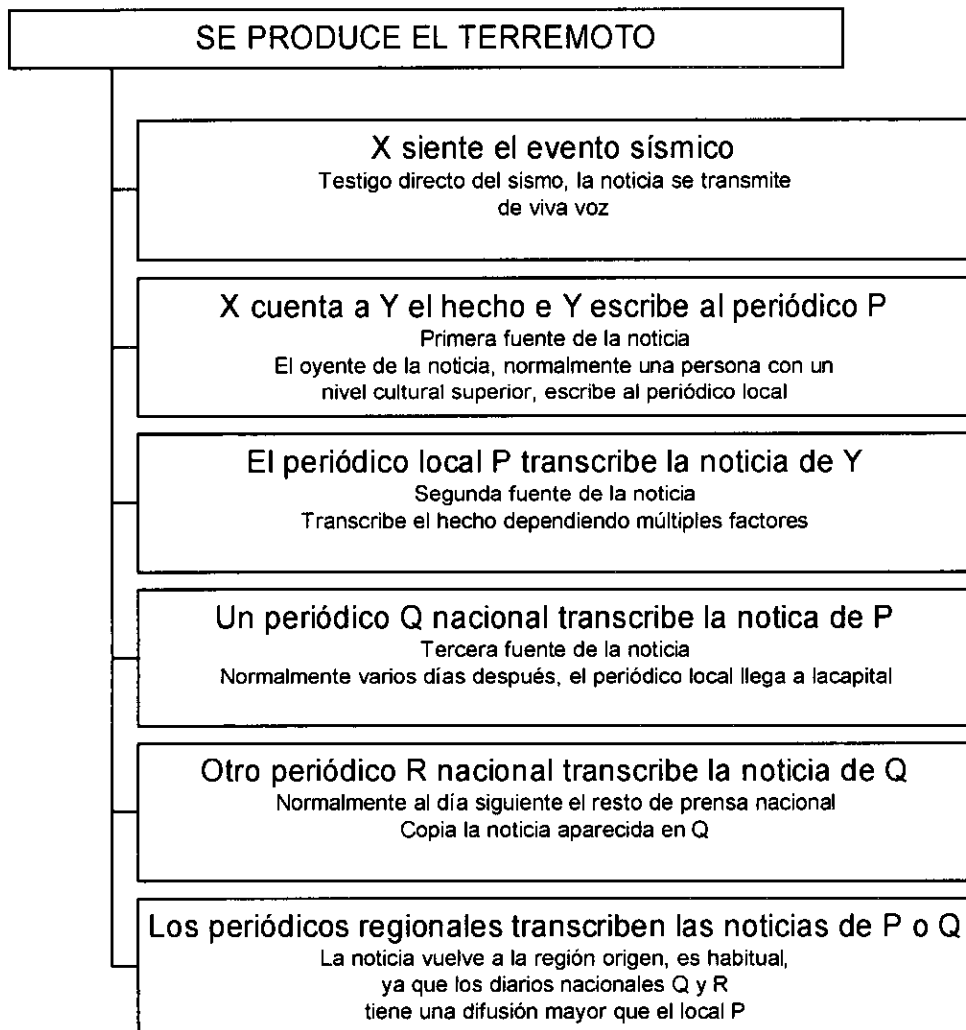 SE PRODUCE EL TERREMOTO
X siente el evento sísmico
Testigo directo del sismo, la noticia se transmite
de viva voz
X cuenta a Y el hecho e Y escribe al periódico P
Primera fuente de la noticia
El oyente de la noticia, normalmente una persona con un
nivel cultural superior, escribe al periódico local
El periódico local P transcribe la noticia de Y
Segunda fuente de la noticia
Transcribe el hecho dependiendo múltiples factores
Un periódico Q nacional transcribe la notica de P
Tercera fuente de la noticia
Normalmente varios días después, el periódico local llega a lacapital
Otro periódico R nacional transcribe la noticia de Q
Normalmente al día siguiente el resto de prensa nacional
Copia la noticia aparecida en Q
Los periódicos regionales transcriben las noticias de P o Q
La noticia vuelve a la región origen, es habitual,
ya que los diarios nacionales Q y R
tiene una difusión mayor que el local P